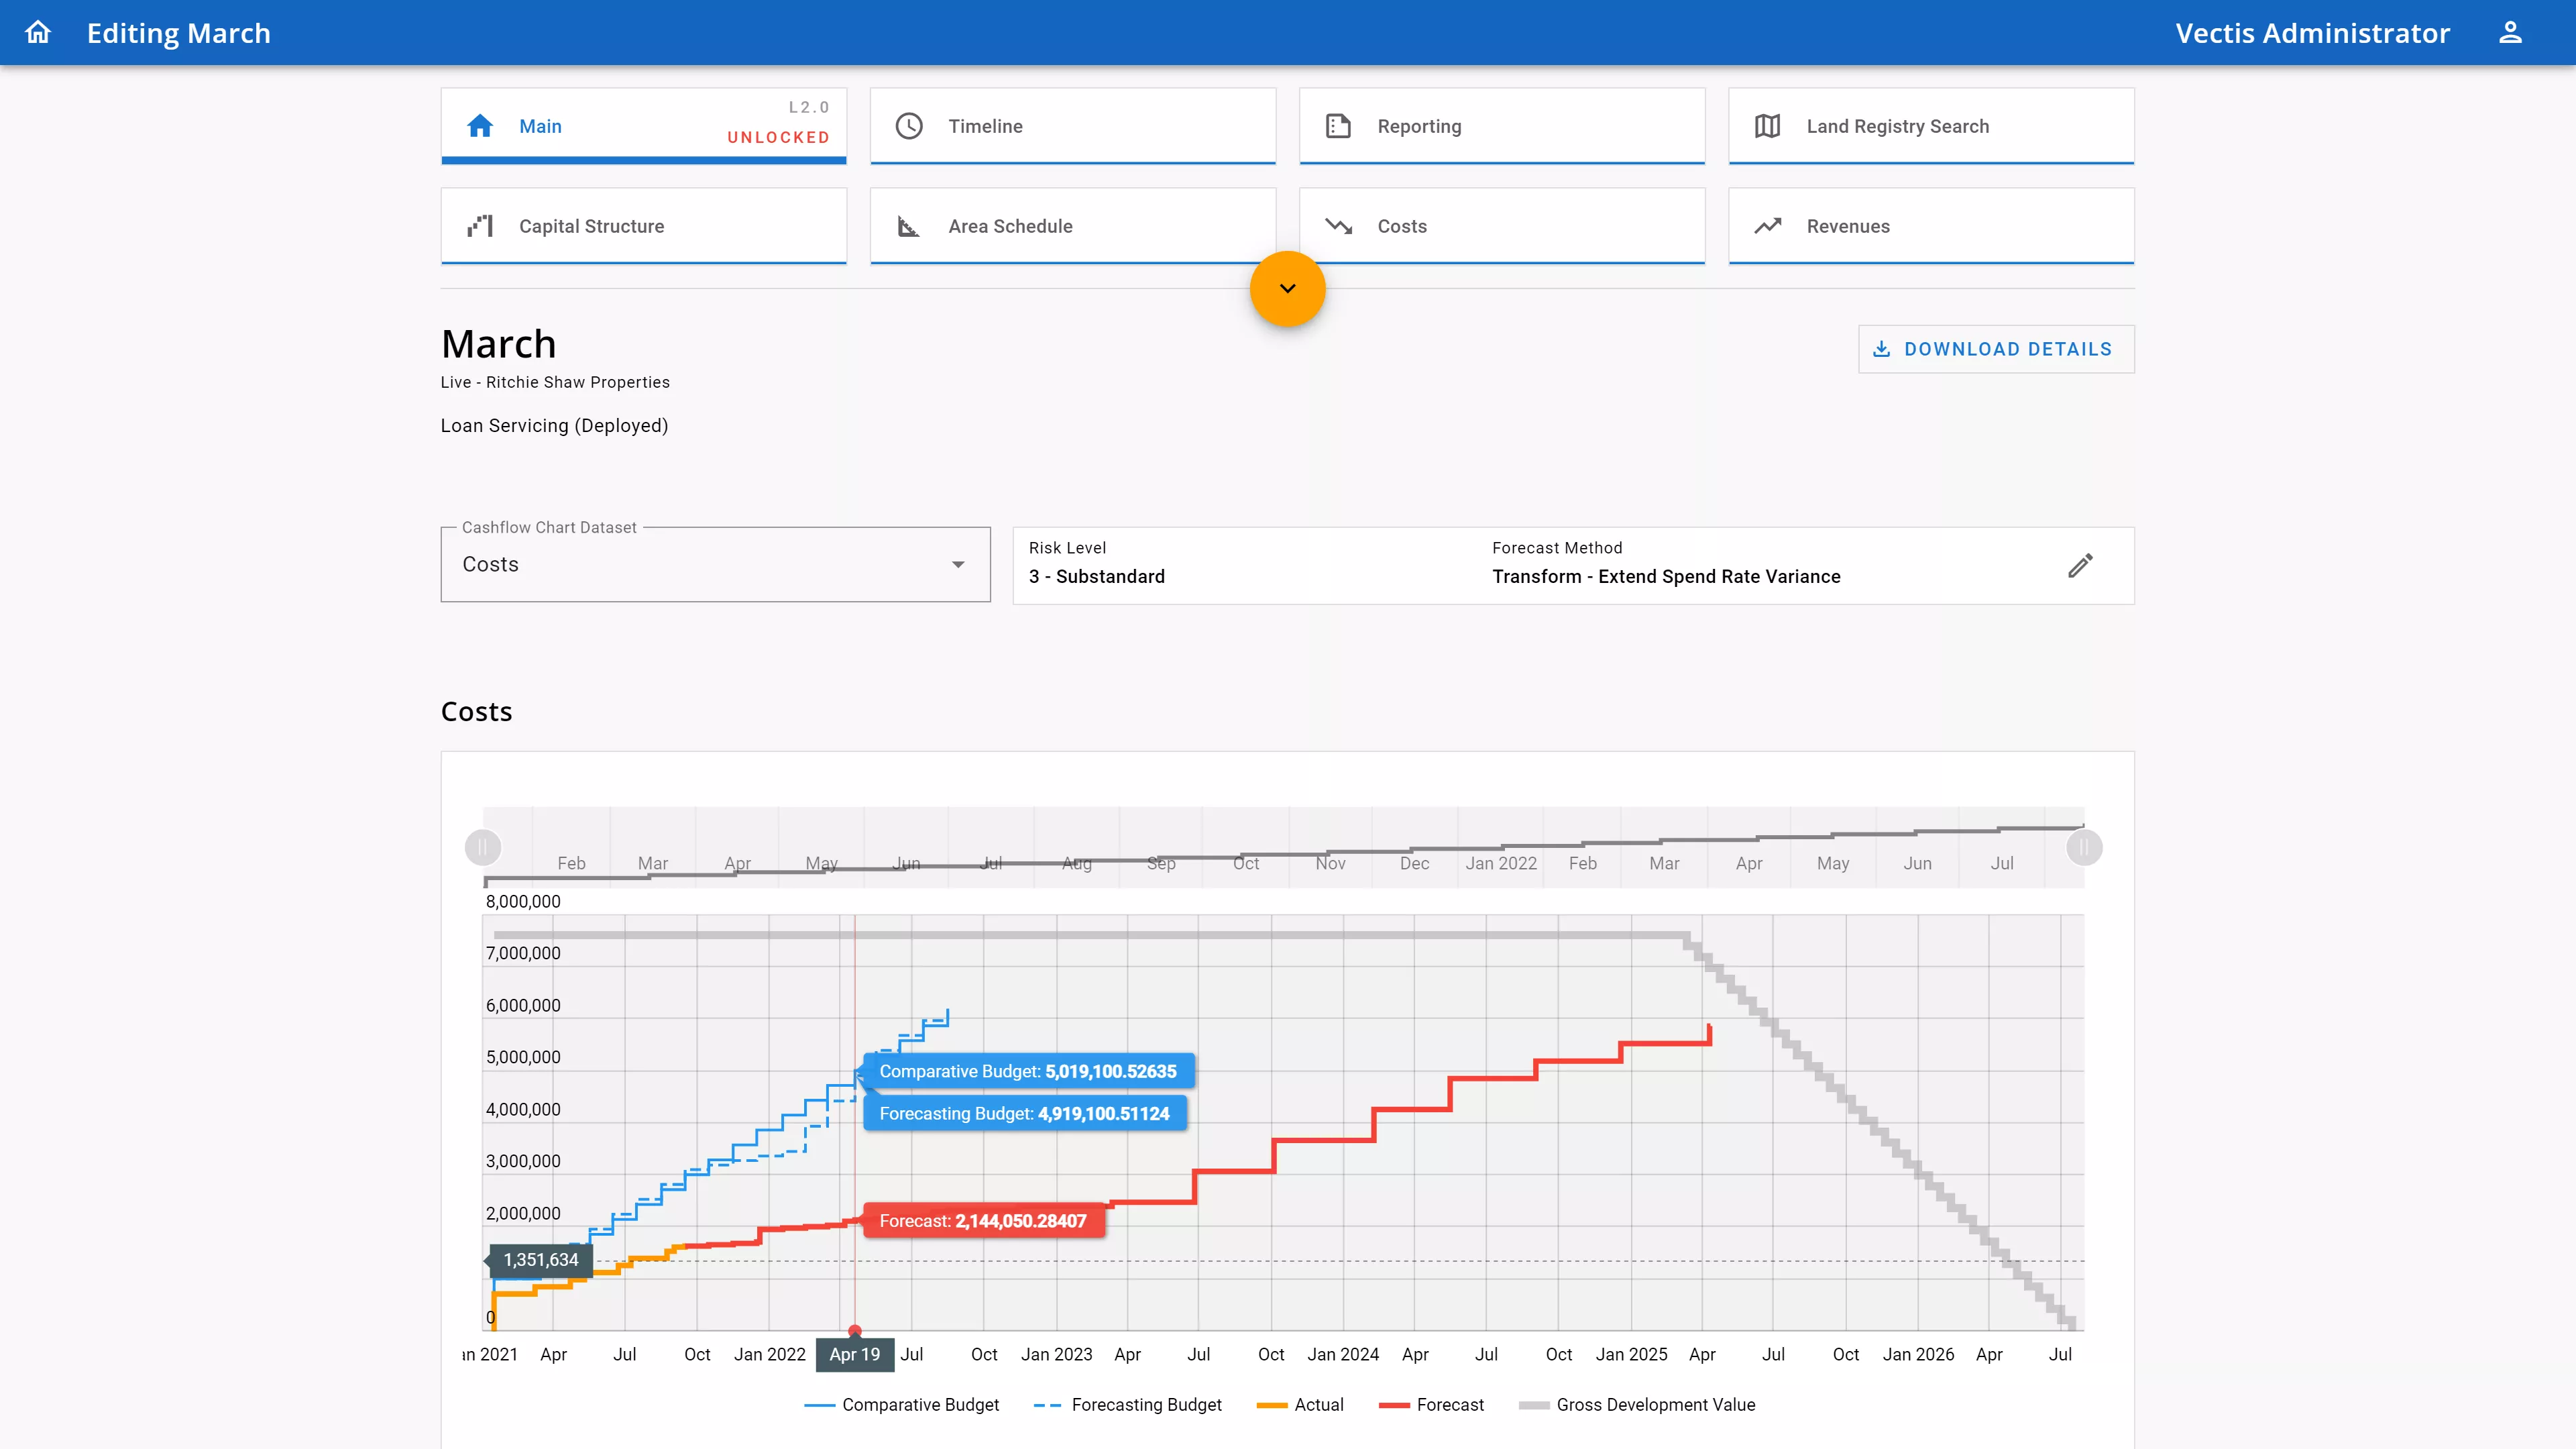 Editing March
Vectis Administrator
Main
L2.0
UNLOCKED
Timeline
Reporting
Land Registry Search
Capital Structure
Area Schedule
Costs
Revenues
March
DOWNLOAD DETAILS
Live - Ritchie Shaw Properties
Loan Servicing (Deployed)
Cashflow Chart Dataset
Costs
Risk Level
3 - Substandard
Forecast Method
Transform - Extend Spend Rate Variance
Costs
Feb Mar Apr May Jun Jul Aug Sep Oct Nov Dec Jan 2022 Feb Mar Apr May Jun Jul
8,000,000
7,000,000
6,000,000
5,000,000
Comparative Budget: 5,019,100.52635
4,000,000
Forecasting Budget: 4,919,100.51124
3,000,000
2,000,000
Forecast: 2,144,050.28407
1,351,634
0
an 2021 Apr Jul Oct Jan 2022 Apr 19 Jul Oct Jan 2023 Apr Jul Oct Jan 2024 Apr Jul Oct Jan 2025 Apr Jul Oct Jan 2026 Apr Jul
Comparative Budget Forecasting Budget Actual Forecast Gross Development Value